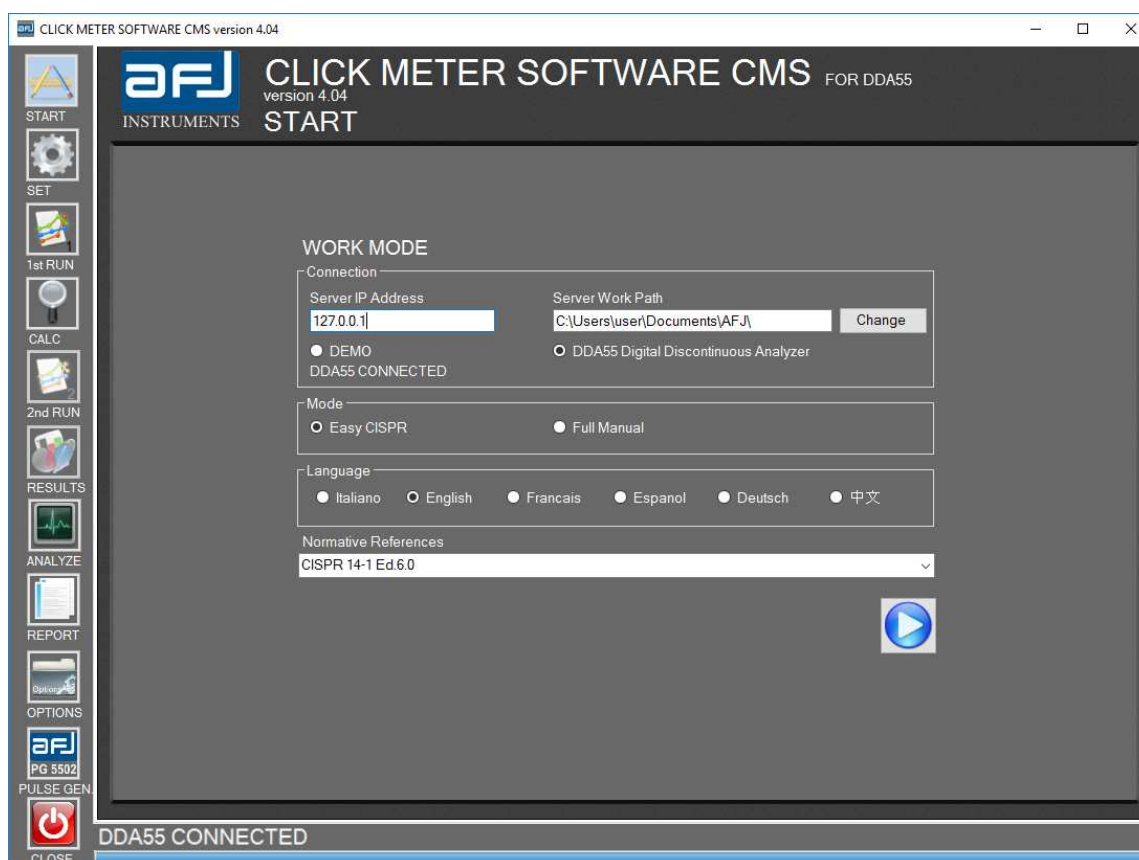 CLICK METER SOFTWARE CMS version 4.04
afj
INSTRUMENTS
CLICK METER SOFTWARE CMS FOR DDA55
version 4.04
START
START
SET
1
1st RUN
CALC
2
2nd RUN
RESULTS
ANALYZE
REPORT
Options
OPTIONS
afj
PG 5502
PULSE GEN.
CLOSE
WORK MODE
Connection
Server IP Address
Server Work Path
127.0.0.1
C:\Users\user\Documents\AFJ\
Change
DEMO
DDA55 Digital Discontinuous Analyzer
DDA55 CONNECTED
Mode
Easy CISPR
Full Manual
Language
Italiano English Francais Espanol Deutsch 中文
Normative References
CISPR 14-1 Ed.6.0
DDA55 CONNECTED